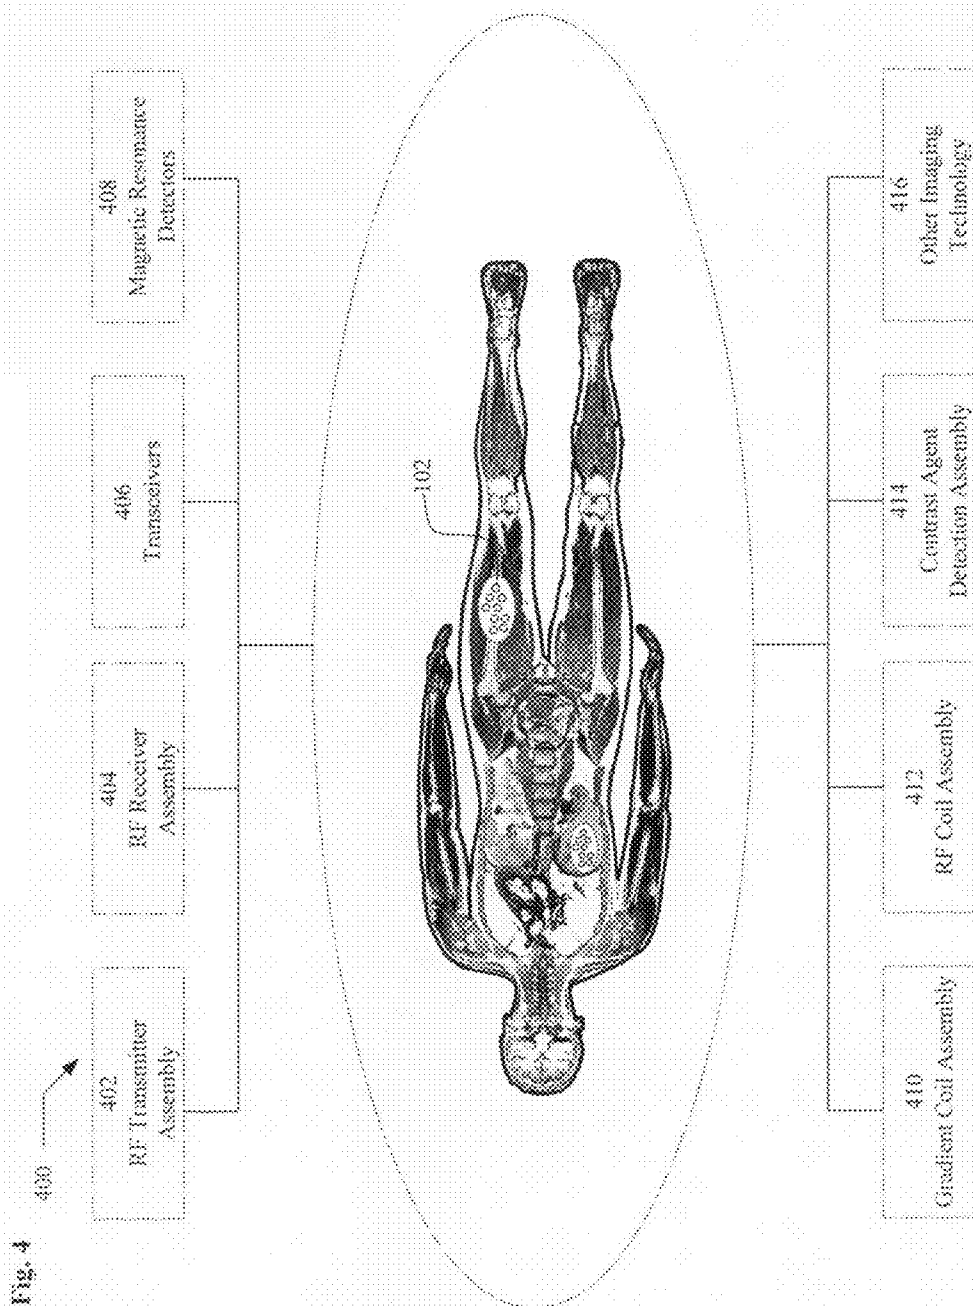 Fig. 4
400
402
RF Transmitter
Assembly
404
RF Receiver
Assembly
406
Transceivers
408
Magnetic Resonance
Detectors
102
410
Gradient Coil Assembly
412
RF Coil Assembly
414
Contrast Agent
Detection Assembly
416
Other Imaging
Technology